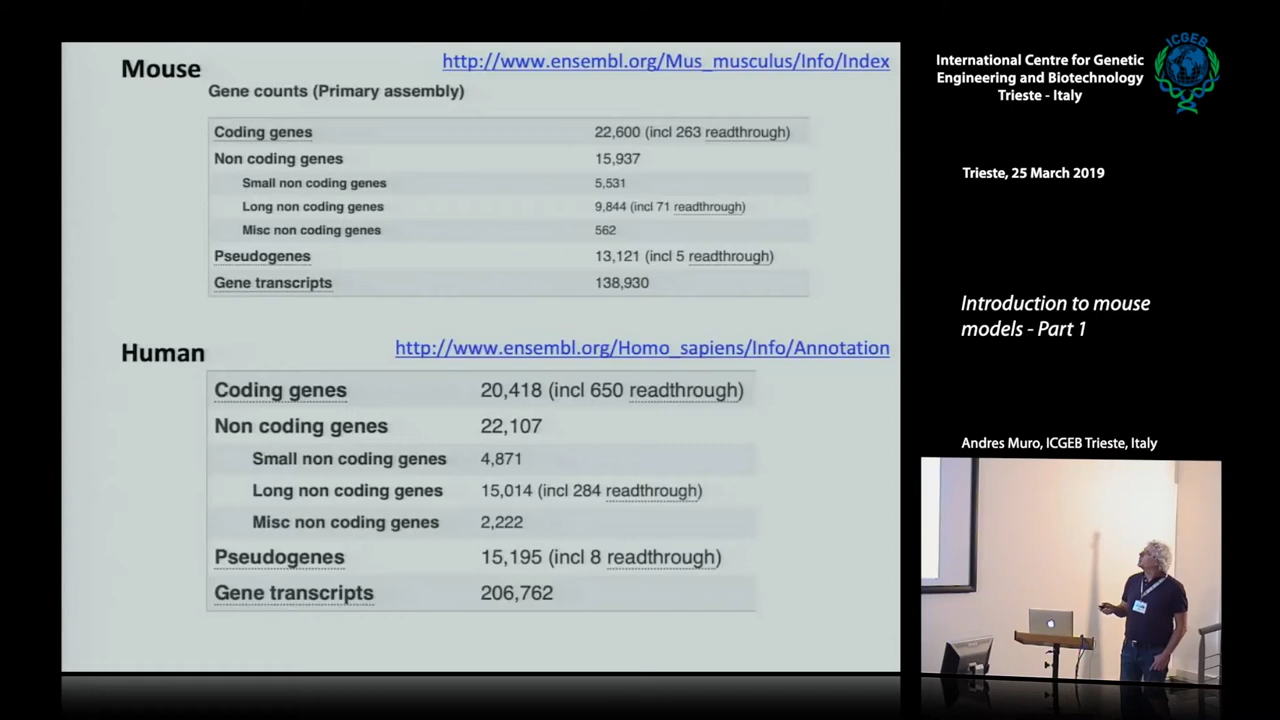 Mouse
http://www.ensembl.org/Mus_musculus/Info/Index
Gene counts (Primary assembly)
Coding genes 22,600 (incl 263 readthrough)
Non coding genes 15,937
Small non coding genes 5,531
Long non coding genes 9,844 (incl 71 readthrough)
Misc non coding genes 562
Pseudogenes 13,121 (incl 5 readthrough)
Gene transcripts 138,930
Human
http://www.ensembl.org/Homo_sapiens/Info/Annotation
Coding genes 20,418 (incl 650 readthrough)
Non coding genes 22,107
Small non coding genes 4,871
Long non coding genes 15,014 (incl 284 readthrough)
Misc non coding genes 2,222
Pseudogenes 15,195 (incl 8 readthrough)
Gene transcripts 206,762
International Centre for Genetic
Engineering and Biotechnology
Trieste - Italy
ICGEB
Trieste, 25 March 2019
Introduction to mouse
models - Part 1
Andres Muro, ICGEB Trieste, Italy